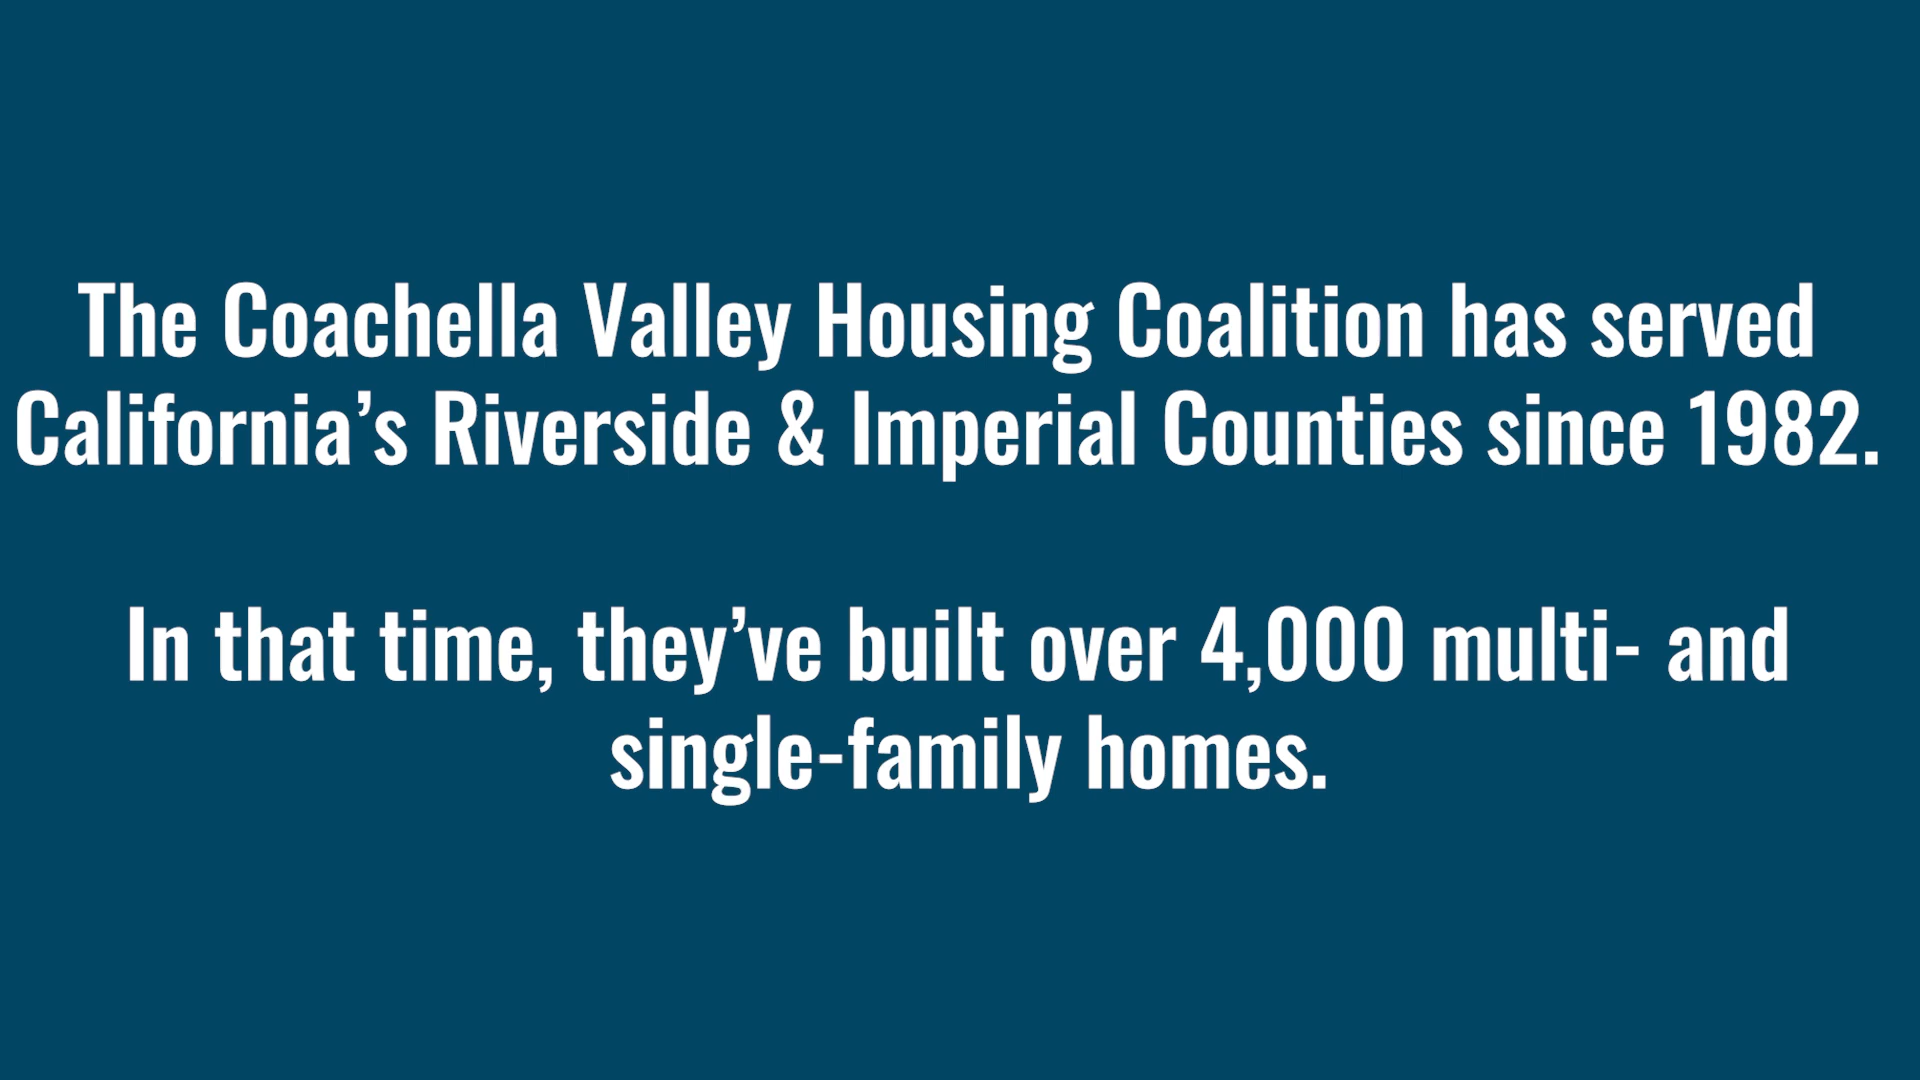 The Coachella Valley Housing Coalition has served
California’s Riverside & Imperial Counties since 1982.
In that time, they’ve built over 4,000 multi- and
single-family homes.